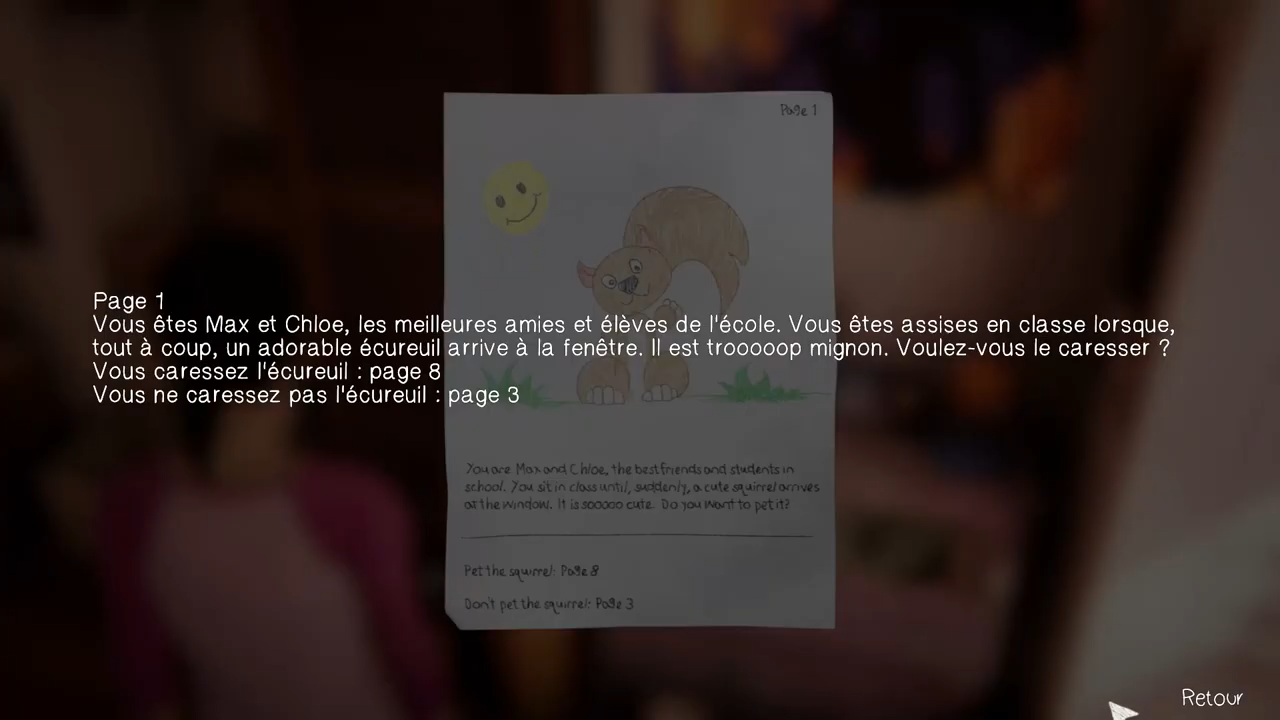 Page 1
Page 1
Vous êtes Max et Chloe, les meilleures amies et élèves de l'école. Vous êtes assises en classe lorsque,
tout à coup, un adorable écureuil arrive à la fenêtre. Il est trooooop mignon. Voulez-vous le caresser ?
Vous caressez l'écureuil : page 8
Vous ne caressez pas l'écureuil : page 3
You are Max and Chloe, the best friends and students in
school. You sit in class until, suddenly, a cute squirrel arrives
at the window. It is sooooo cute. Do you want to pet it?
Pet the squirrel: Page 8
Don't pet the squirrel: Page 3
Retour